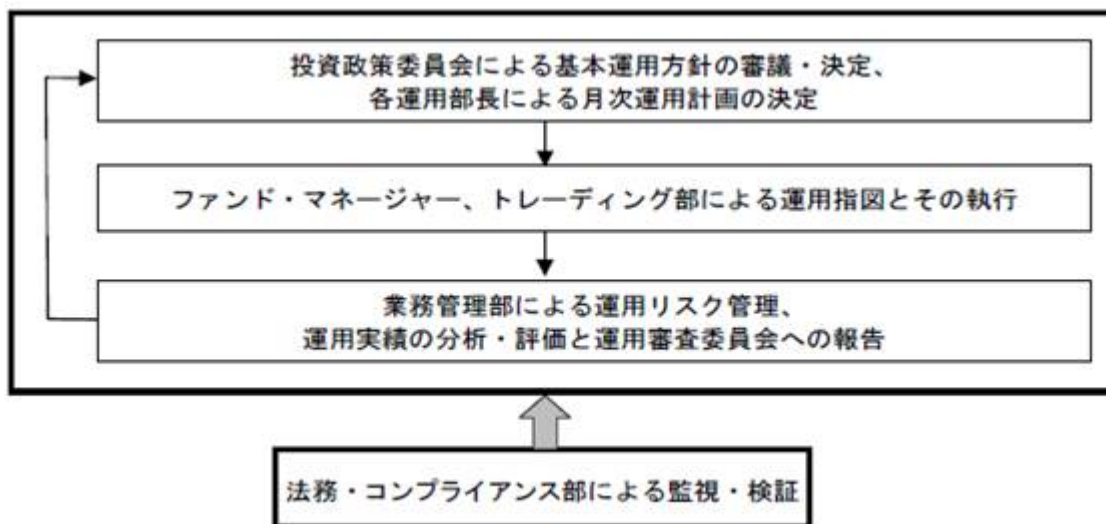 投資政策委員会による基本運用方針の審議・決定、
各運用部長による月次運用計画の決定
ファンド・マネージャー、トレーディング部による運用指図とその執行
業務管理部による運用リスク管理、
運用実績の分析・評価と運用審査委員会への報告
法務・コンプライアンス部による監視・検証